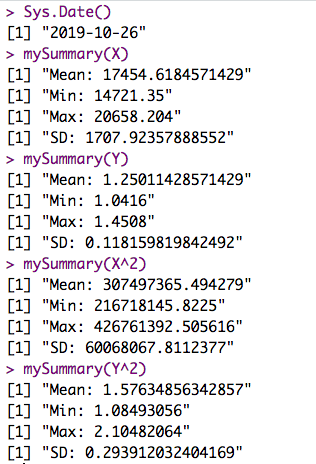 > Sys.Date()
[1] "2019-10-26"
> mySummary(X)
[1] "Mean: 17454.6184571429"
[1] "Min: 14721.35"
[1] "Max: 20658.204"
[1] "SD: 1707.92357888552"
> mySummary(Y)
[1] "Mean: 1.25011428571429"
[1] "Min: 1.0416"
[1] "Max: 1.4508"
[1] "SD: 0.118159819842492"
> mySummary(X^2)
[1] "Mean: 307497365.494279"
[1] "Min: 216718145.8225"
[1] "Max: 426761392.505616"
[1] "SD: 60068067.8112377"
> mySummary(Y^2)
[1] "Mean: 1.57634856342857"
[1] "Min: 1.08493056"
[1] "Max: 2.10482064"
[1] "SD: 0.293912032404169"